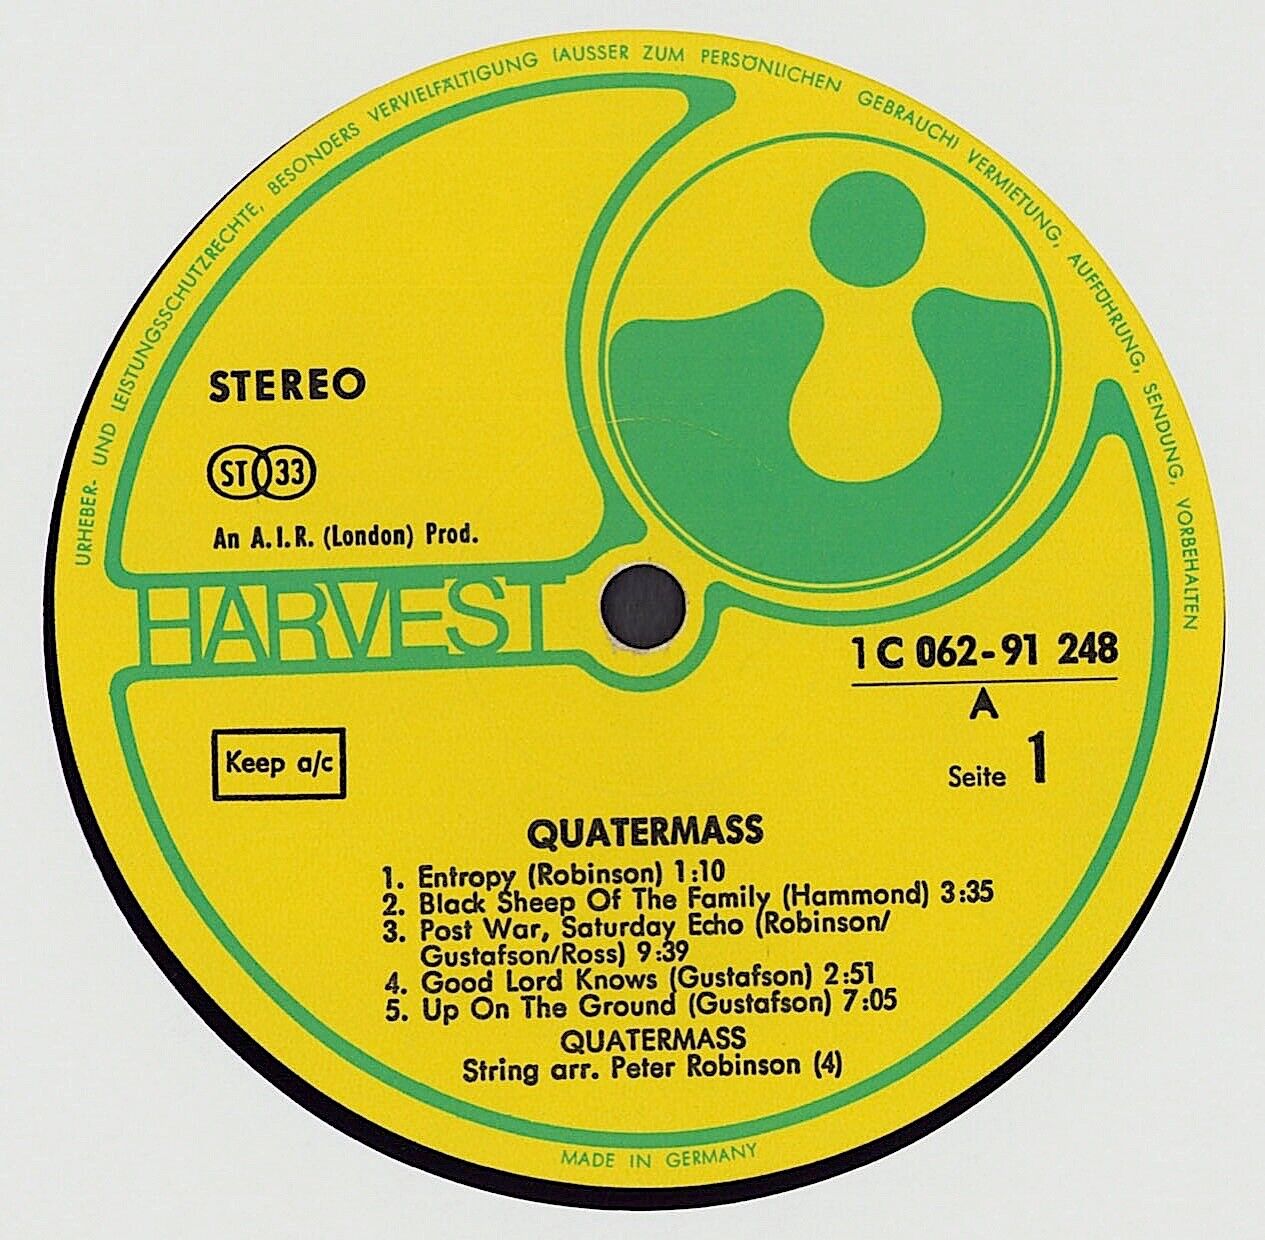 URHEBER- UND LEISTUNGSSCHUTZRECHTE, BESONDERS VERVIELFÄLTIGUNG (AUSSER ZUM PERSÖNLICHEN GEBRAUCH) VERMIETUNG, AUFFÜHRUNG, SENDUNG, VORBEHALTEN
STEREO
ST 33
An A.I.R. (London) Prod.
HARVEST
1 C 062-91 248
A
Seite 1
Keep a/c
QUATERMASS
1. Entropy (Robinson) 1:10
2. Black Sheep Of The Family (Hammond) 3:35
3. Post War, Saturday Echo (Robinson/
Gustafson/Ross) 9:39
4. Good Lord Knows (Gustafson) 2:51
5. Up On The Ground (Gustafson) 7:05
QUATERMASS
String arr. Peter Robinson (4)
MADE IN GERMANY